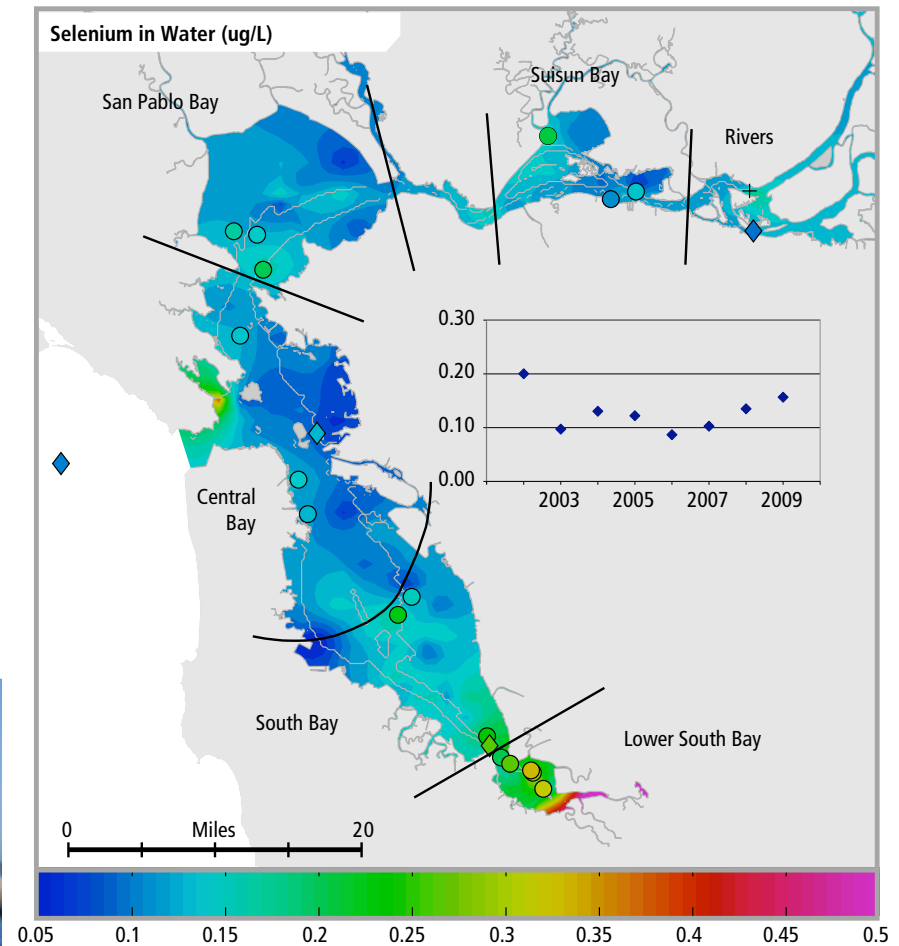 Selenium in Water (ug/L)
Suisun Bay
San Pablo Bay
Rivers
0.30
0.20
0.10
0.00
2003 2005 2007 2009
Central
Bay
South Bay
Lower South Bay
0 Miles 20
0.05 0.1 0.15 0.2 0.25 0.3 0.35 0.4 0.45 0.5